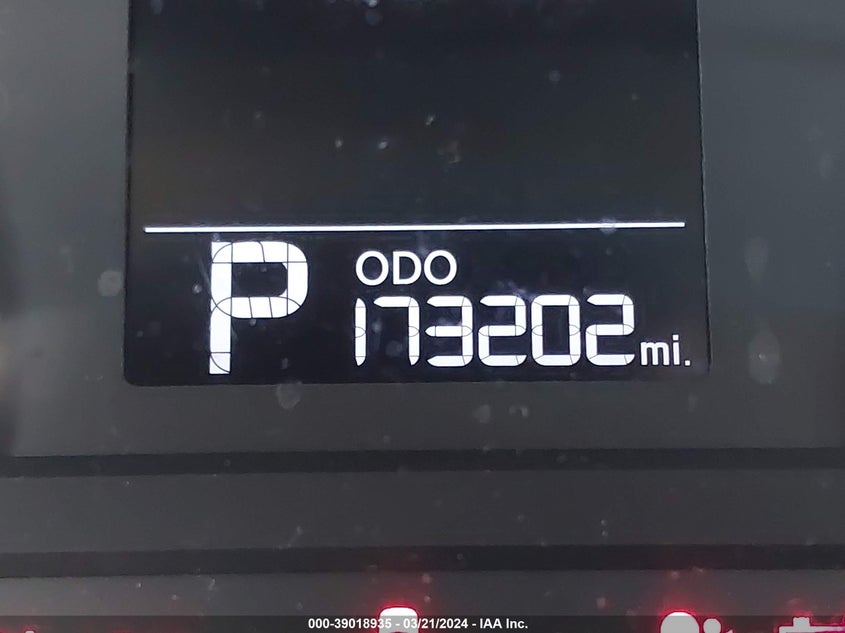 P
ODO
173202 mi.
000-39018935 - 03/21/2024 - IAA Inc.